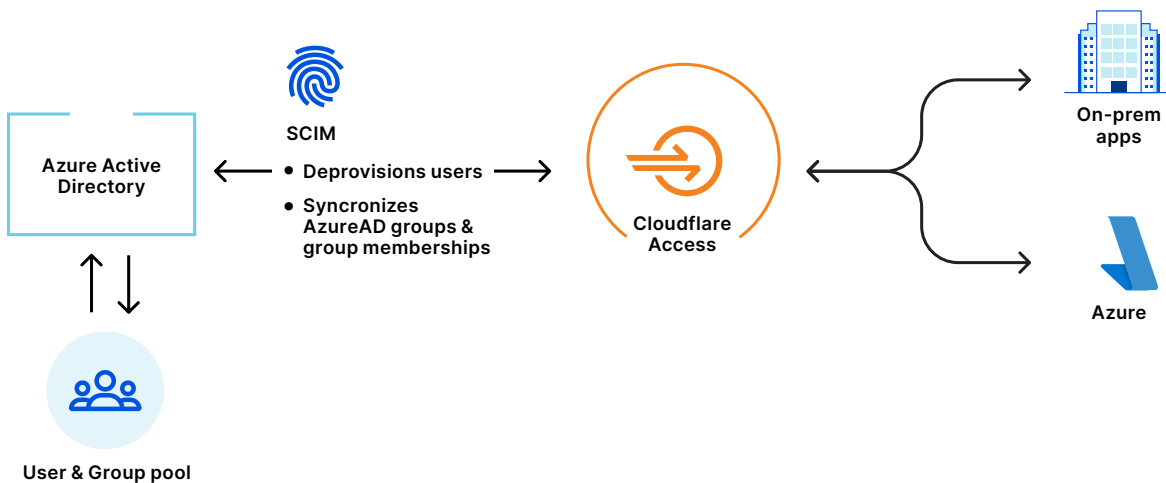 SCIM
Azure Active
Directory
• Deprovisions users
• Syncronizes
AzureAD groups &
group memberships
Cloudflare
Access
On-prem
apps
Azure
User & Group pool